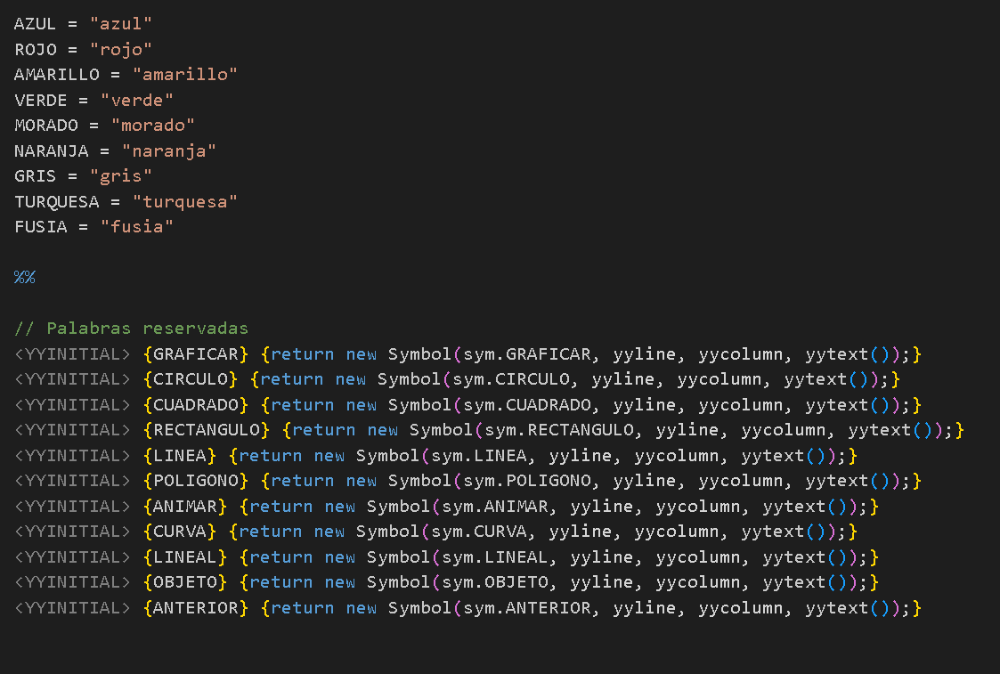 AZUL = "azul"
ROJO = "rojo"
AMARILLO = "amarillo"
VERDE = "verde"
MORADO = "morado"
NARANJA = "naranja"
GRIS = "gris"
TURQUESA = "turquesa"
FUSIA = "fusia"
%%
// Palabras reservadas
<YYINITIAL> {GRAFICAR} {return new Symbol(sym.GRAFICAR, yyline, yycolumn, yytext());}
<YYINITIAL> {CIRCULO} {return new Symbol(sym.CIRCULO, yyline, yycolumn, yytext());}
<YYINITIAL> {CUADRADO} {return new Symbol(sym.CUADRADO, yyline, yycolumn, yytext());}
<YYINITIAL> {RECTANGULO} {return new Symbol(sym.RECTANGULO, yyline, yycolumn, yytext());}
<YYINITIAL> {LINEA} {return new Symbol(sym.LINEA, yyline, yycolumn, yytext());}
<YYINITIAL> {POLIGONO} {return new Symbol(sym.POLIGONO, yyline, yycolumn, yytext());}
<YYINITIAL> {ANIMAR} {return new Symbol(sym.ANIMAR, yyline, yycolumn, yytext());}
<YYINITIAL> {CURVA} {return new Symbol(sym.CURVA, yyline, yycolumn, yytext());}
<YYINITIAL> {LINEAL} {return new Symbol(sym.LINEAL, yyline, yycolumn, yytext());}
<YYINITIAL> {OBJETO} {return new Symbol(sym.OBJETO, yyline, yycolumn, yytext());}
<YYINITIAL> {ANTERIOR} {return new Symbol(sym.ANTERIOR, yyline, yycolumn, yytext());}